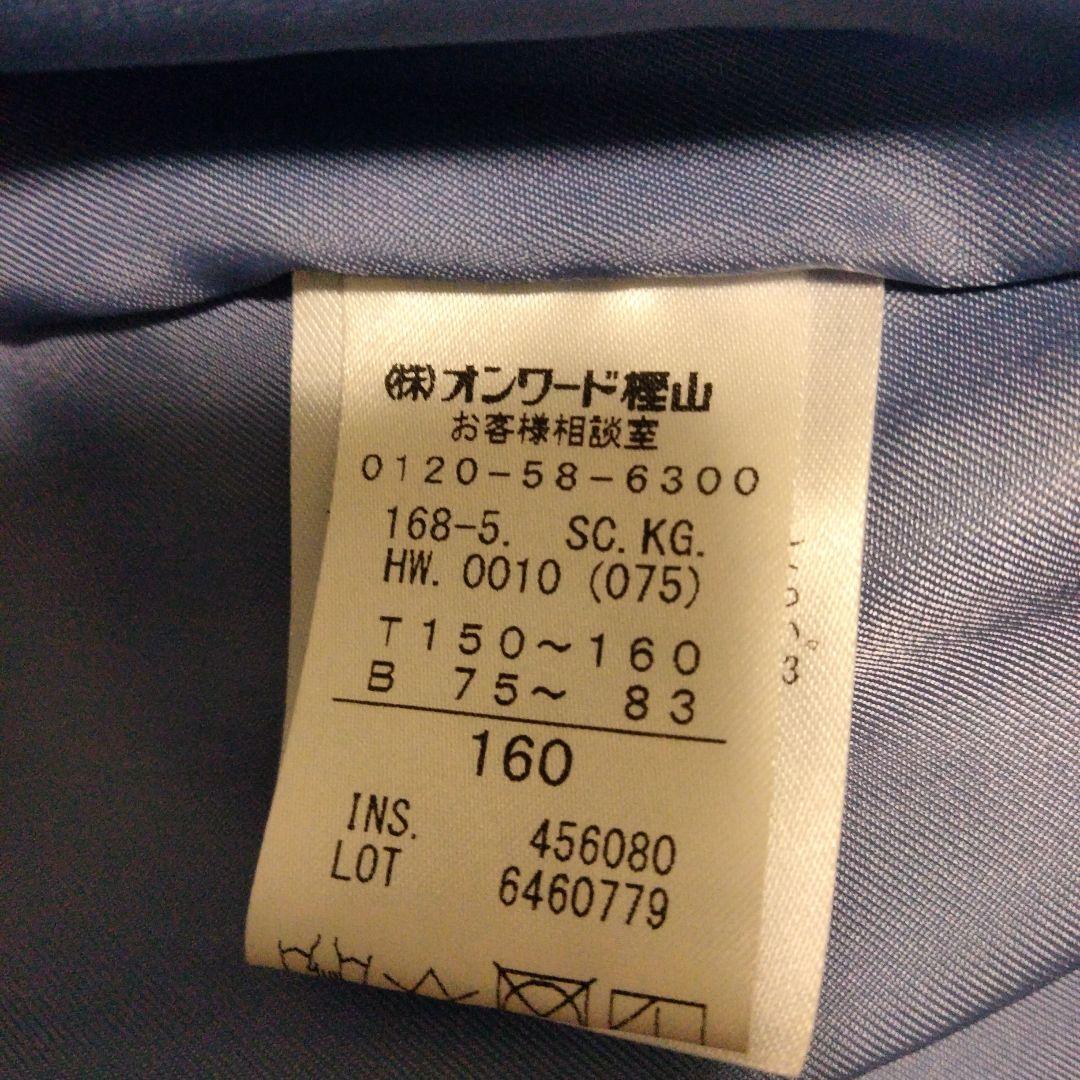 ㈱オンワード樫山
お客様相談室
0120-58-6300
168-5. SC.KG.
HW. 0010 (075)
T 150～160
B 75～ 83
160
INS. 456080
LOT 6460779